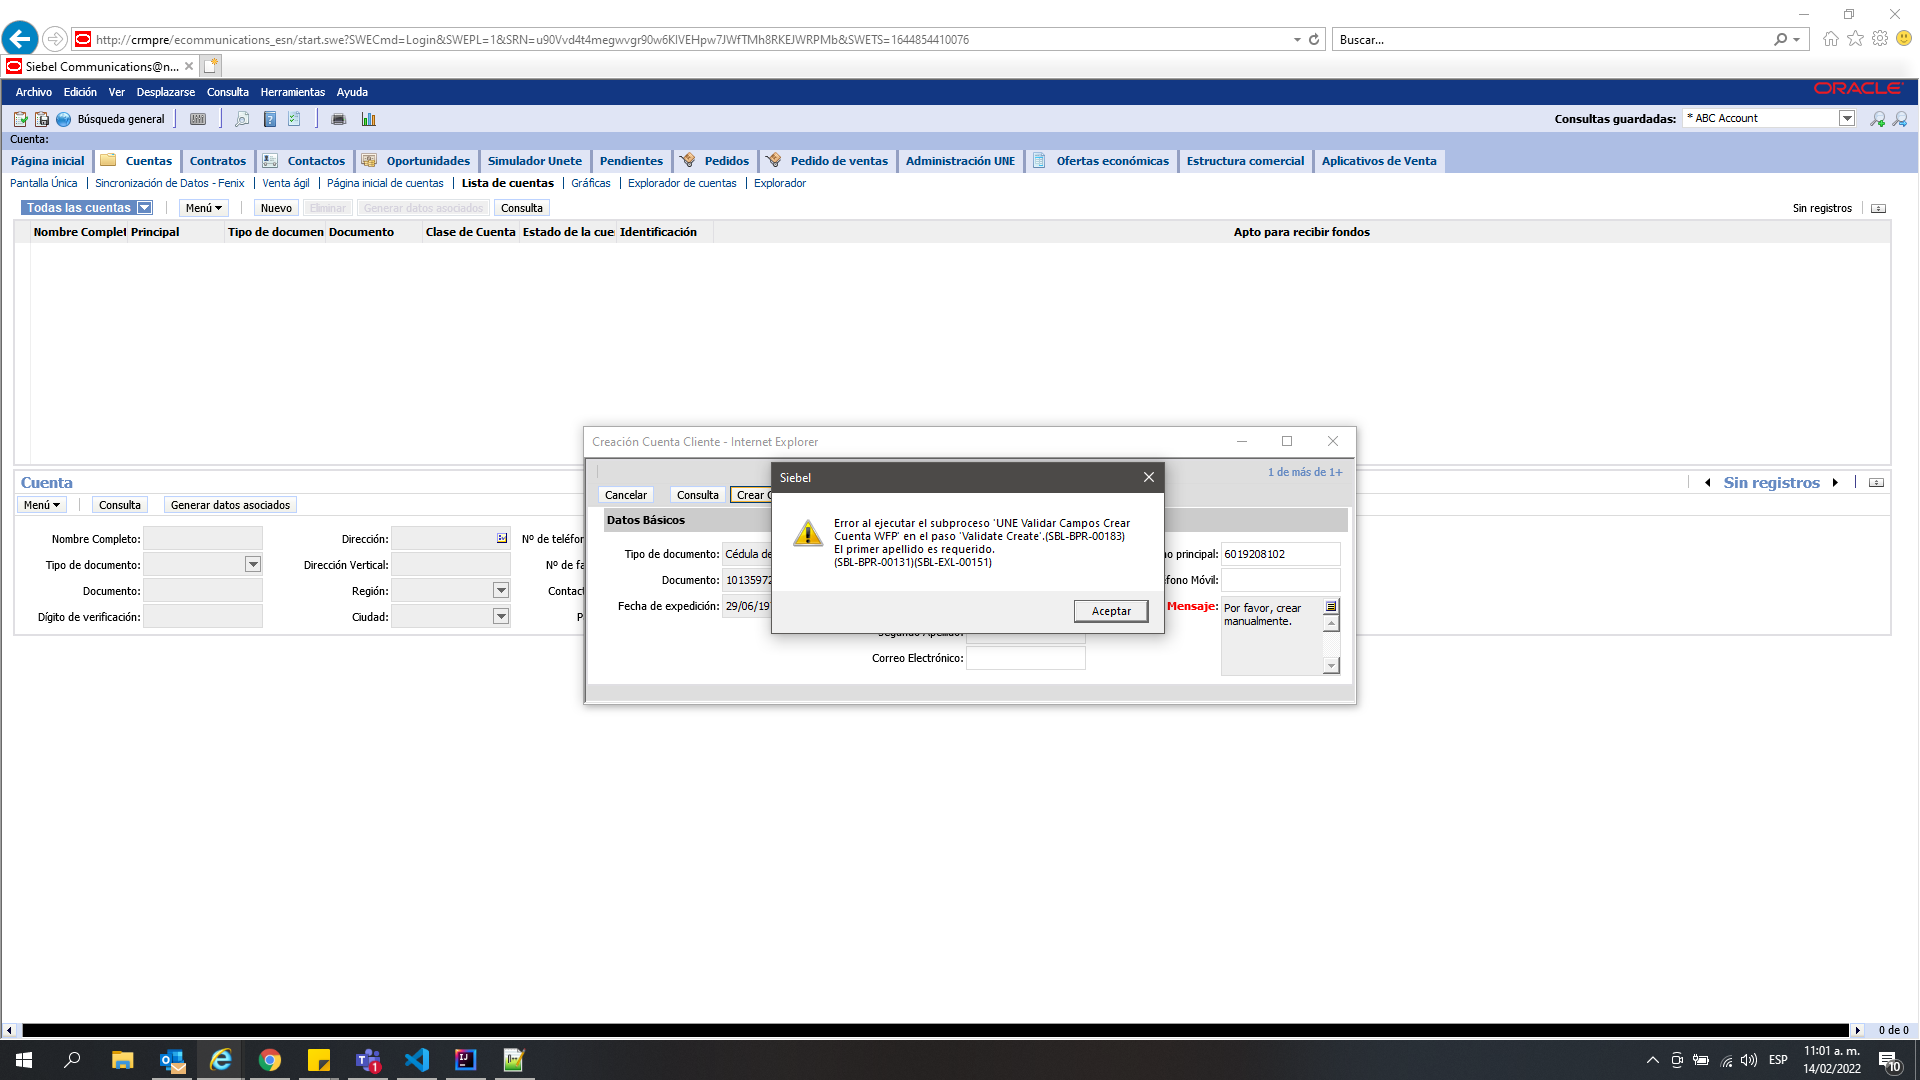 http://crmpre/ecommunications_esn/start.swe?SWECmd=Login&SWEPL=1&SRN=u90Vvd4t4megwvgr90w6KlVEHpw7JWfTMh8RKEJWRPMb&SWETS=1644854410076
Buscar...
Siebel Communications@n...
Archivo Edición Ver Desplazarse Consulta Herramientas Ayuda
ORACLE
Búsqueda general
Consultas guardadas: * ABC Account
Cuenta:
Página inicial Cuentas Contratos Contactos Oportunidades Simulador Unete Pendientes Pedidos Pedido de ventas Administración UNE Ofertas económicas Estructura comercial Aplicativos de Venta
Pantalla Única Sincronización de Datos - Fenix Venta ágil Página inicial de cuentas Lista de cuentas Gráficas Explorador de cuentas Explorador
Todas las cuentas Menú Nuevo Eliminar Generar datos asociados Consulta Sin registros
Nombre Complet Principal Tipo de documen Documento Clase de Cuenta Estado de la cue Identificación Apto para recibir fondos
Creación Cuenta Cliente - Internet Explorer
1 de más de 1+
Siebel
Cancelar Consulta Crear
Datos Básicos
Error al ejecutar el subproceso 'UNE Validar Campos Crear
Cuenta WFP' en el paso 'Validate Create'.(SBL-BPR-00183)
El primer apellido es requerido.
(SBL-BPR-00131)(SBL-EXL-00151)
Aceptar
Tipo de documento: Cédula de
principal: 6019208102
Documento: 10135972
fono Móvil:
Fecha de expedición: 29/06/19
Mensaje: Por favor, crear
manualmente.
Segundo Apellido:
Correo Electrónico:
Cuenta
Sin registros
Menú Consulta Generar datos asociados
Nombre Completo: Dirección: Nº de teléfor
Tipo de documento: Dirección Vertical: Nº de fa
Documento: Región: Contact
Dígito de verificación: Ciudad: P
0 de 0
1
ESP
11:01 a. m.
14/02/2022
10